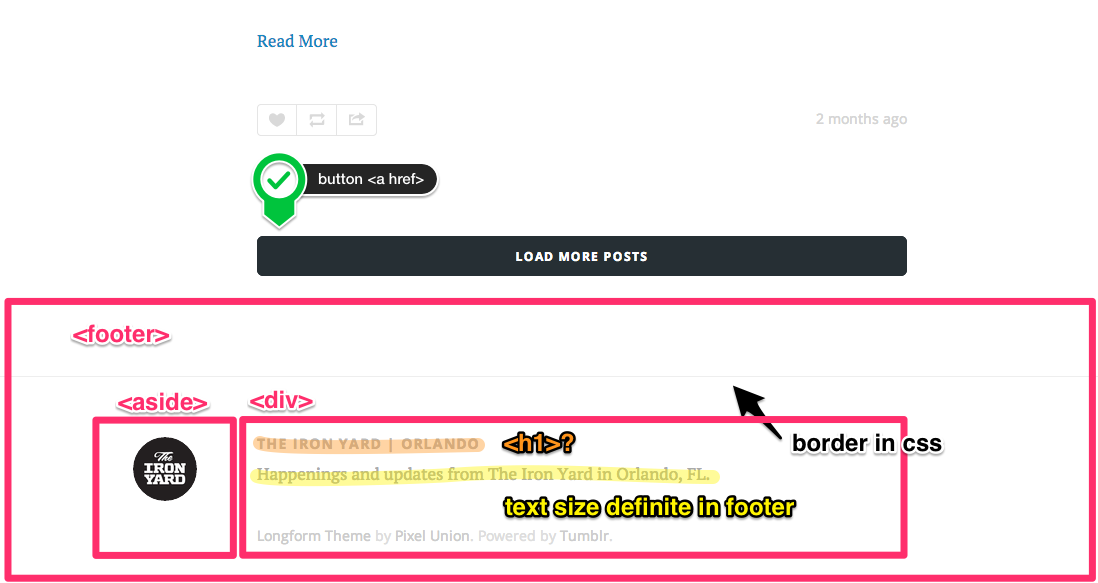 Read More
2 months ago
button <a href>
LOAD MORE POSTS
<footer>
<aside>
<div>
The
IRON
YARD
THE IRON YARD | ORLANDO
<h1>?
border in css
Happenings and updates from The Iron Yard in Orlando, FL.
text size definite in footer
Longform Theme by Pixel Union. Powered by Tumblr.